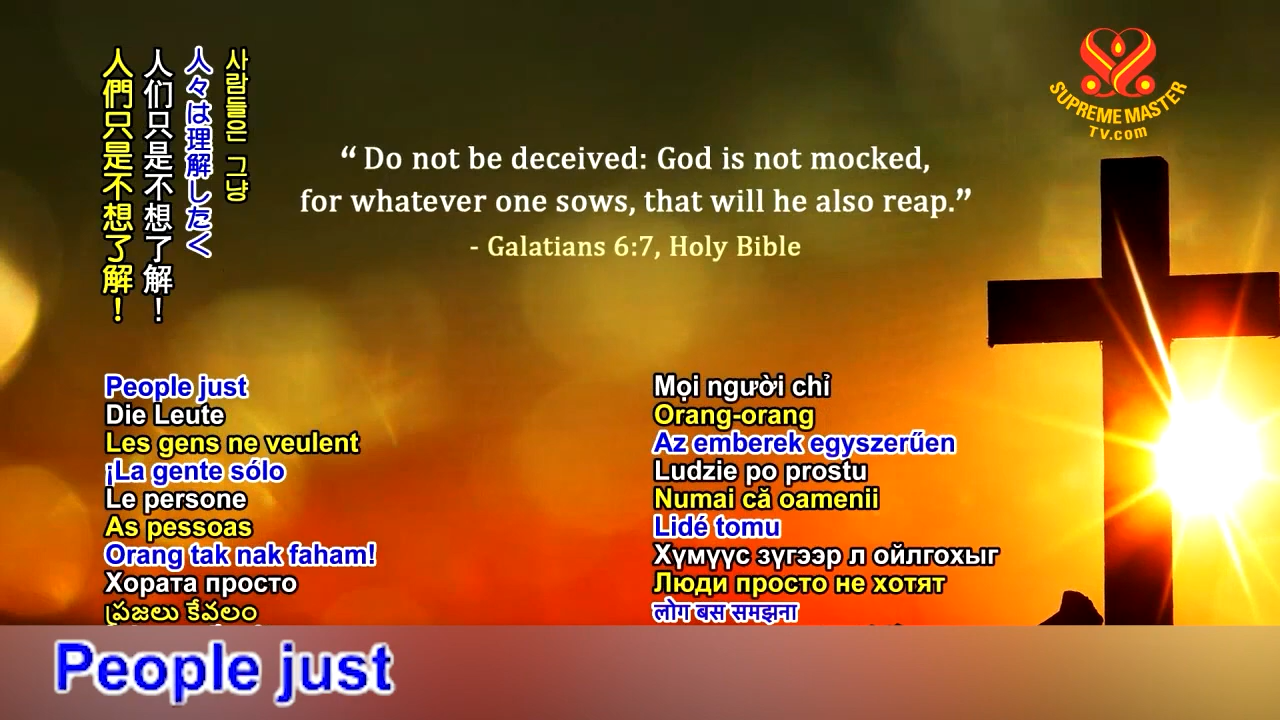 人們只是不想了解！
人们只是不想了解！
人々は理解したく
사람들은 그냥
SUPREME MASTER
TV.com
“ Do not be deceived: God is not mocked,
for whatever one sows, that will he also reap.”
- Galatians 6:7, Holy Bible
People just
Die Leute
Les gens ne veulent
¡La gente sólo
Le persone
As pessoas
Orang tak nak faham!
Хората просто
ప్రజలు కేవలం
Mọi người chỉ
Orang-orang
Az emberek egyszerűen
Ludzie po prostu
Numai că oamenii
Lidé tomu
Хүмүүс зүгээр л ойлгохыг
Люди просто не хотят
लोग बस समझना
People just